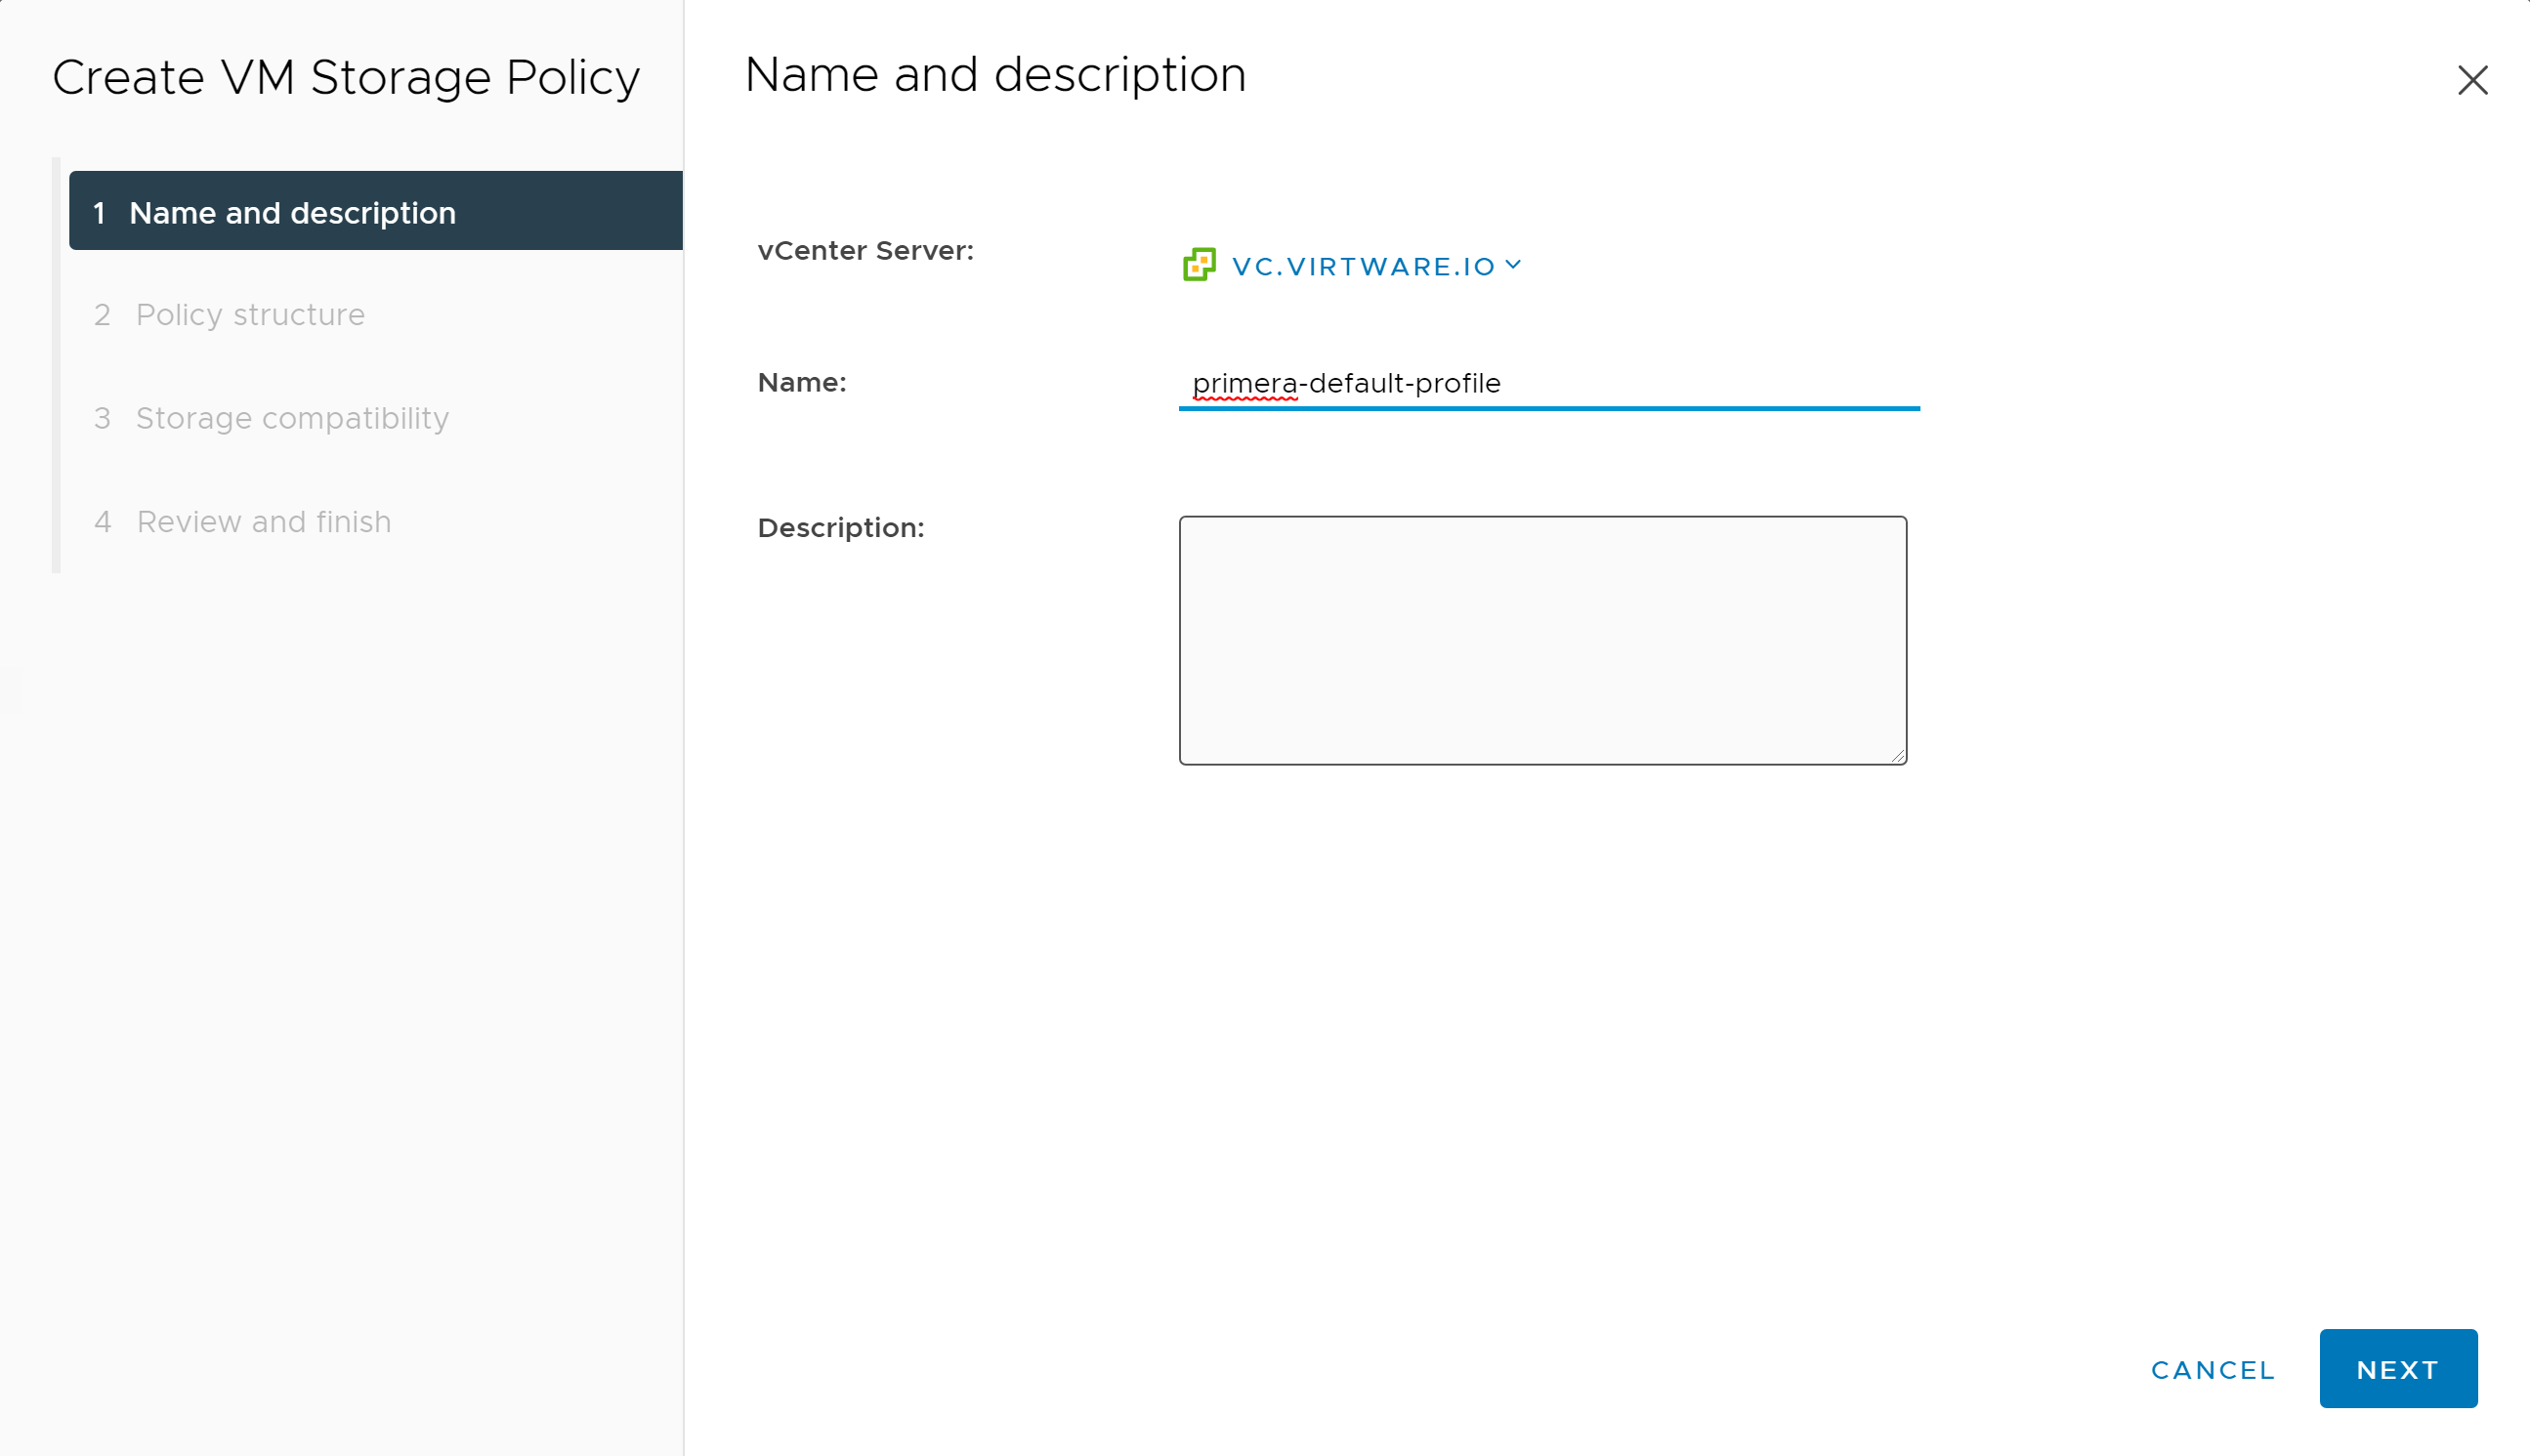 Create VM Storage Policy
1 Name and description
2 Policy structure
3 Storage compatibility
4 Review and finish
Name and description
vCenter Server:
VC.VIRTWARE.IO
Name:
primera-default-profile
Description:
CANCEL
NEXT